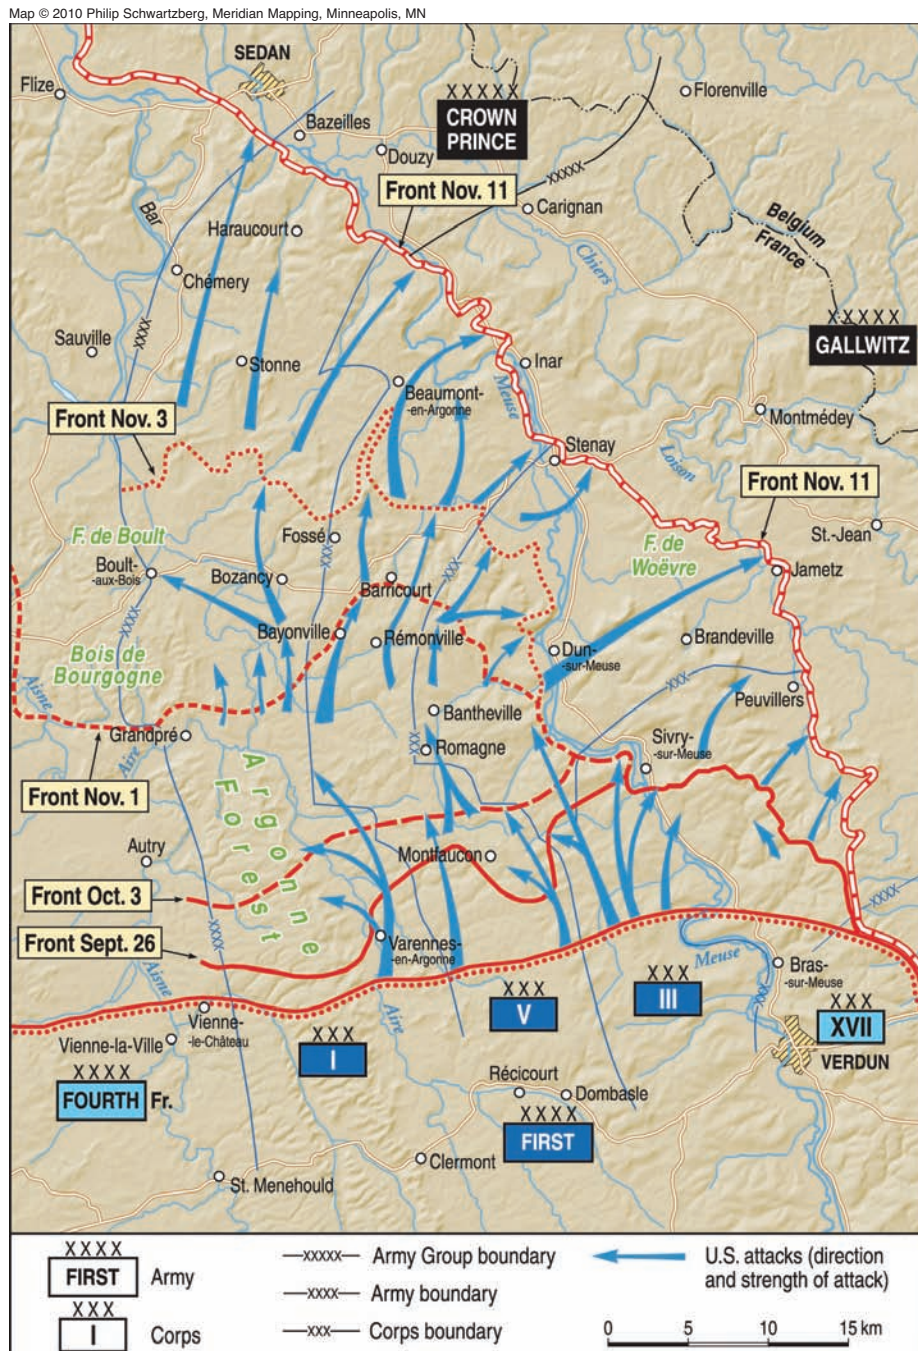 Map © 2010 Philip Schwartzberg, Meridian Mapping, Minneapolis, MN
SEDAN
Flize
Bazeilles
XXXXX
CROWN
PRINCE
Florenville
Douzy
XXXXX
Front Nov. 11
Carignan
Belgium
France
Bar
Haraucourt
Chémery
Chiers
XXXX
XXXXX
GALLWITZ
Sauville
Stonne
Inar
Meuse
Beaumont-
-en-Argonne
Montmédey
Front Nov. 3
Stenay
Loison
Front Nov. 11
St.-Jean
F. de Boult
Fossé
XXX
F. de
Woëvre
Boult-
-aux-Bois
Bozancy
Barricourt
XXX
Jametz
XXXX
Bayonville
Rémonville
Brandeville
Dun-
-sur-Meuse
Bois de
Bourgogne
XXX
Peuvillers
Aisne
Bantheville
Grandpré
Aire
Romagne
XXX
Sivry-
-sur-Meuse
Front Nov. 1
Argonne
Forest
Autry
Montfaucon
Front Oct. 3
XXXX
XXXX
Front Sept. 26
Varennes-
-en-Argonne
Aisne
Meuse
Bras-
-sur-Meuse
Aire
XXX
V
XXX
III
XXX
XXX
XVII
VERDUN
Vienne-
-le-Château
Vienne-la-Ville
XXX
I
XXXX
FOURTH Fr.
Récicourt
Dombasle
XXXX
FIRST
Clermont
St. Menehould
XXXX
FIRST Army
XXX
I Corps
XXXXX Army Group boundary
XXXX Army boundary
XXX Corps boundary
U.S. attacks (direction
and strength of attack)
0 5 10 15 km